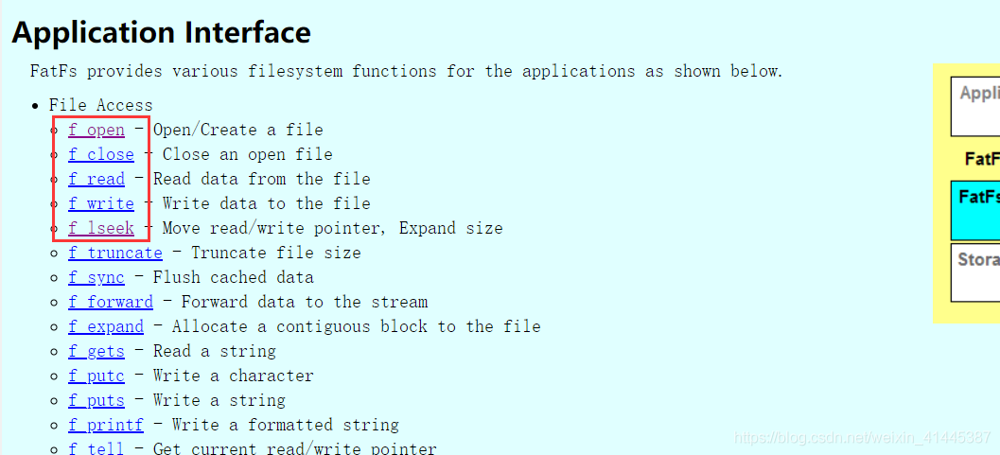 Application Interface
FatFs provides various filesystem functions for the applications as shown below.
• File Access
f_open - Open/Create a file
f_close - Close an open file
f_read - Read data from the file
f_write - Write data to the file
f_lseek - Move read/write pointer, Expand size
f_truncate - Truncate file size
f_sync - Flush cached data
f_forward - Forward data to the stream
f_expand - Allocate a contiguous block to the file
f_gets - Read a string
f_putc - Write a character
f_puts - Write a string
f_printf - Write a formatted string
f_tell - Get current read/write pointer
Appli
FatF
FatFs
Stora
https://blog.csdn.net/weixin_41445387